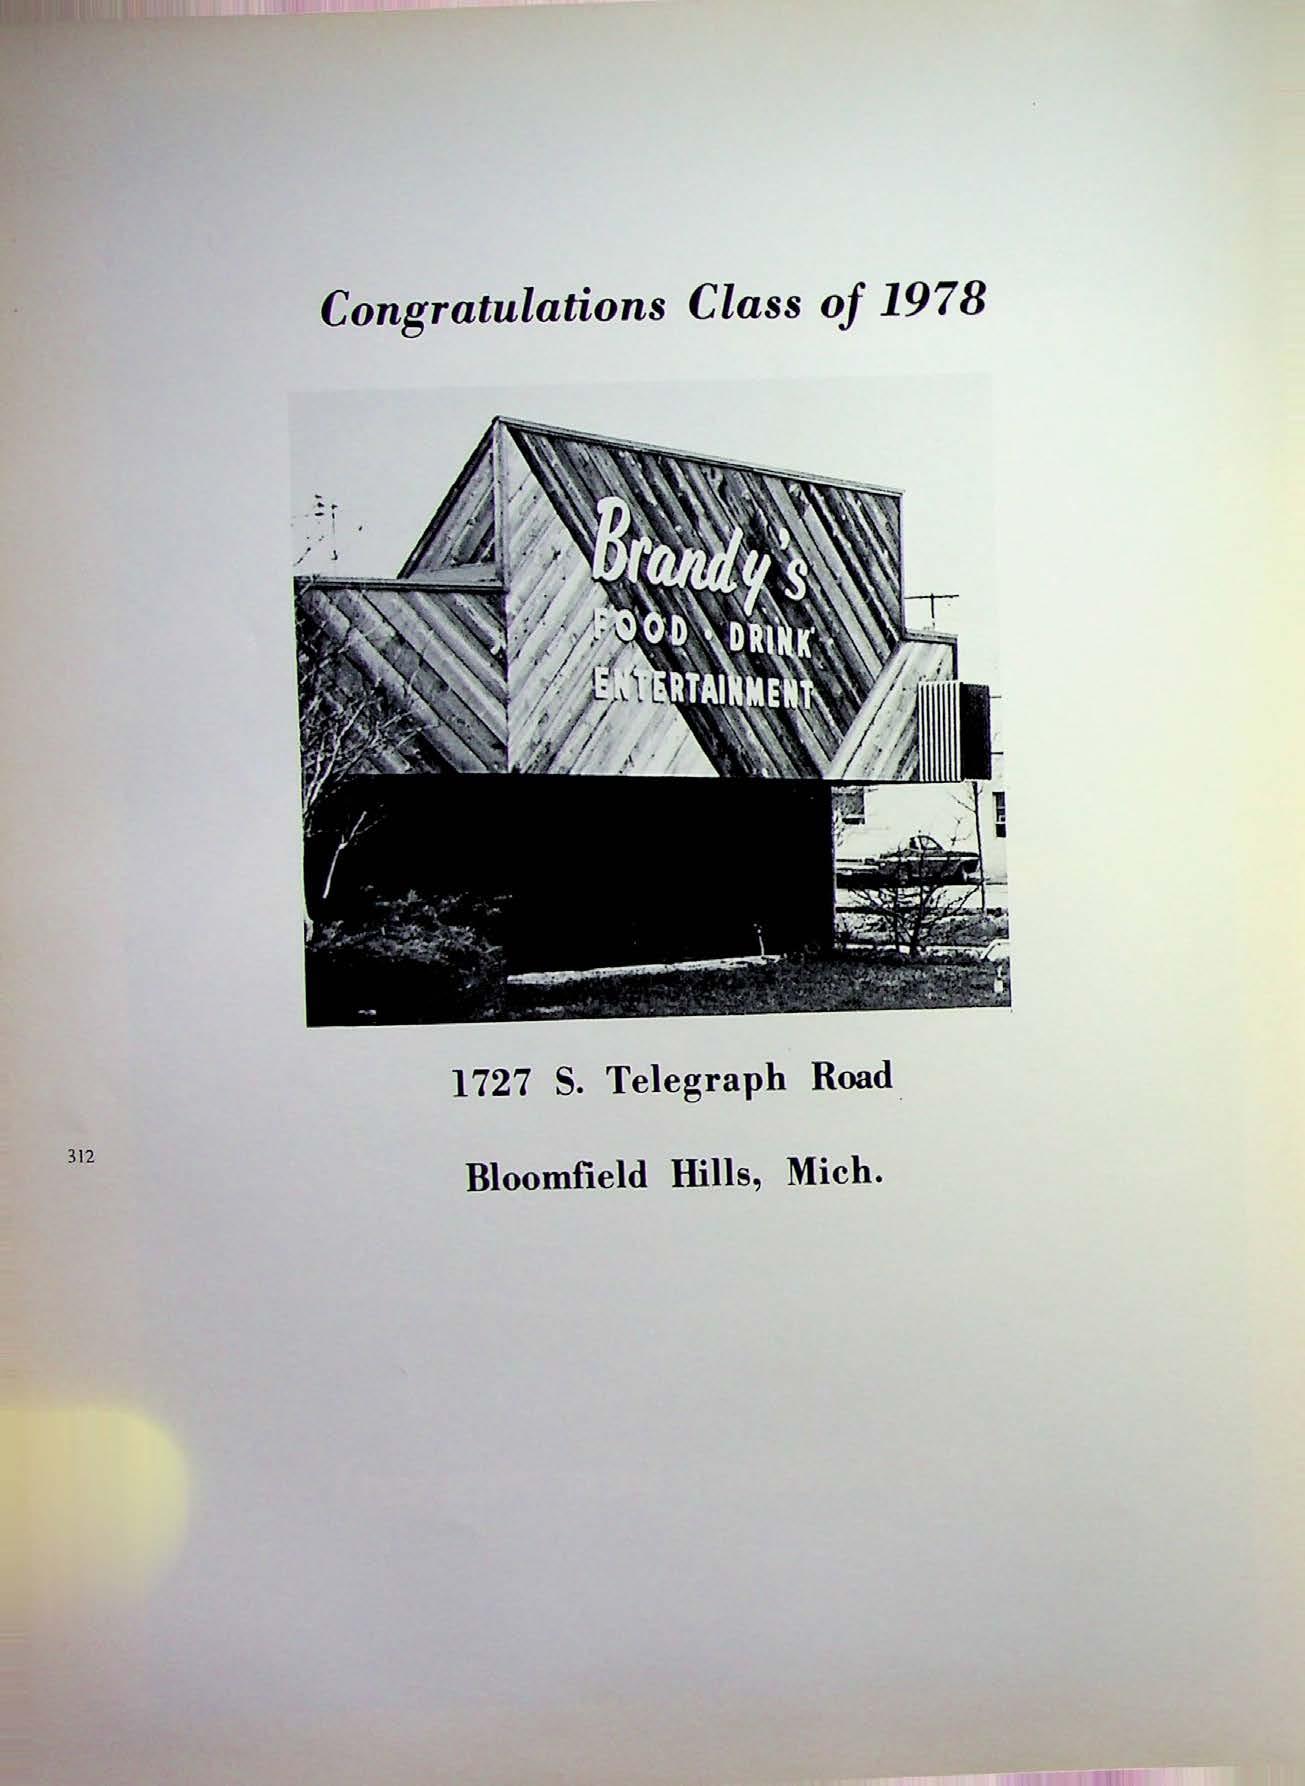 Congratulations Class of 1978
Brandy's
FOOD · DRINK
ENTERTAINMENT
1727 S. Telegraph Road
312
Bloomfield Hills, Mich.